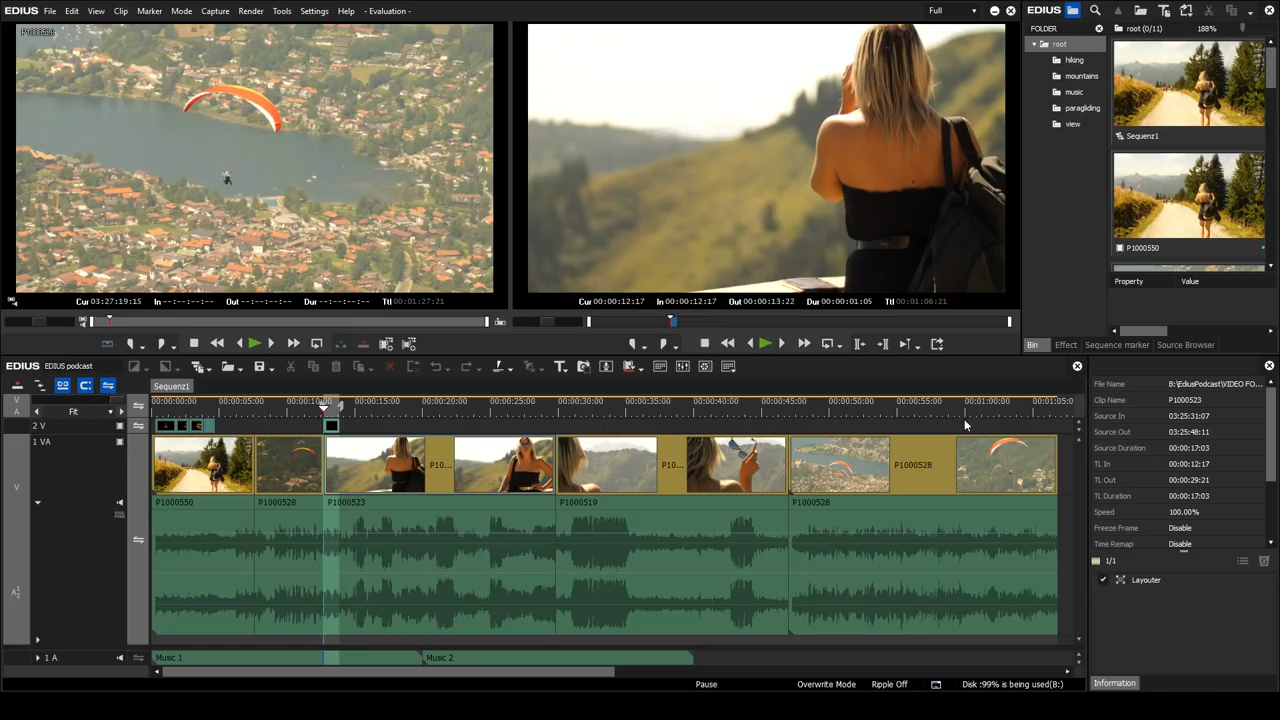 EDIUS File Edit View Clip Marker Mode Capture Render Tools Settings Help - Evaluation -
Full
EDIUS
P1000528
FOLDER
root (0/11) 188%
root
hiking
mountains
music
paragliding
view
Sequenz1
P1000550
Property Value
Cur 03:27:19:15 In --:--:--:-- Out --:--:--:-- Dur --:--:--:-- Ttl 00:01:27:21
Cur 00:00:12:17 In 00:00:12:17 Out 00:00:13:22 Dur 00:00:01:05 Ttl 00:01:06:21
Bin Effect Sequence marker Source Browser
EDIUS EDIUS podcast
Sequenz1
V
A
Fit
00:00:00:00 00:00:05:00 00:00:10:00 00:00:15:00 00:00:20:00 00:00:25:00 00:00:30:00 00:00:35:00 00:00:40:00 00:00:45:00 00:00:50:00 00:00:55:00 00:01:00:00 00:01:05:0
2 V
1 VA
V
P10... P10... P1000528
P1000550 P1000528 P1000523 P1000519 P1000528
1 A
Music 1 Music 2
File Name B:\EdiusPodcast\VIDEO FO...
Clip Name P1000523
Source In 03:25:31:07
Source Out 03:25:48:11
Source Duration 00:00:17:03
TL In 00:00:12:17
TL Out 00:00:29:21
TL Duration 00:00:17:03
Speed 100.00%
Freeze Frame Disable
Time Remap Disable
1/1
Layouter
Information
Pause Overwrite Mode Ripple Off Disk :99% is being used(B:)